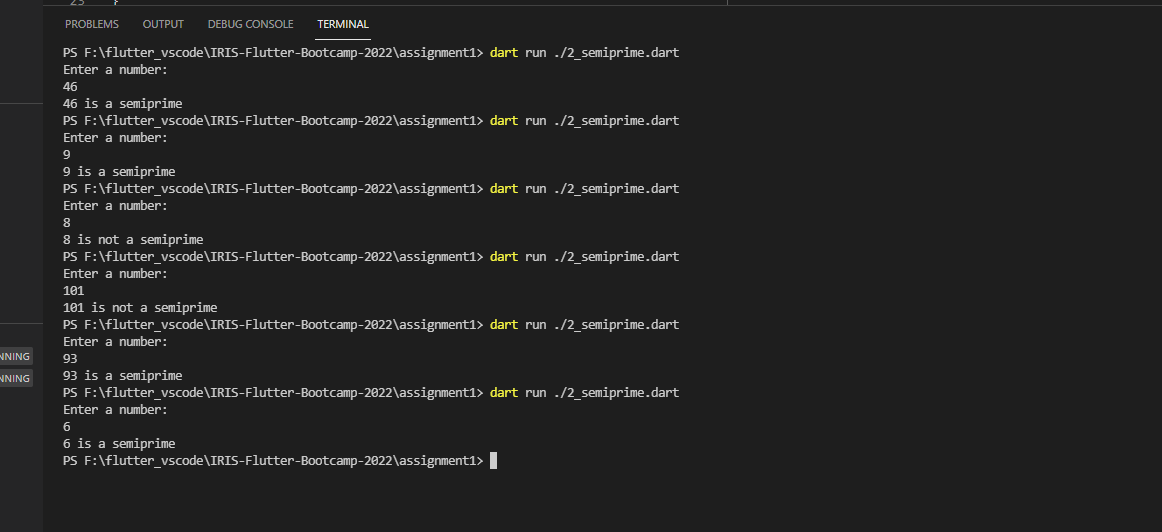 23 }
PROBLEMS OUTPUT DEBUG CONSOLE TERMINAL
PS F:\flutter_vscode\IRIS-Flutter-Bootcamp-2022\assignment1> dart run ./2_semiprime.dart
Enter a number:
46
46 is a semiprime
PS F:\flutter_vscode\IRIS-Flutter-Bootcamp-2022\assignment1> dart run ./2_semiprime.dart
Enter a number:
9
9 is a semiprime
PS F:\flutter_vscode\IRIS-Flutter-Bootcamp-2022\assignment1> dart run ./2_semiprime.dart
Enter a number:
8
8 is not a semiprime
PS F:\flutter_vscode\IRIS-Flutter-Bootcamp-2022\assignment1> dart run ./2_semiprime.dart
Enter a number:
101
101 is not a semiprime
PS F:\flutter_vscode\IRIS-Flutter-Bootcamp-2022\assignment1> dart run ./2_semiprime.dart
Enter a number:
NNING
93
NNING
93 is a semiprime
PS F:\flutter_vscode\IRIS-Flutter-Bootcamp-2022\assignment1> dart run ./2_semiprime.dart
Enter a number:
6
6 is a semiprime
PS F:\flutter_vscode\IRIS-Flutter-Bootcamp-2022\assignment1>